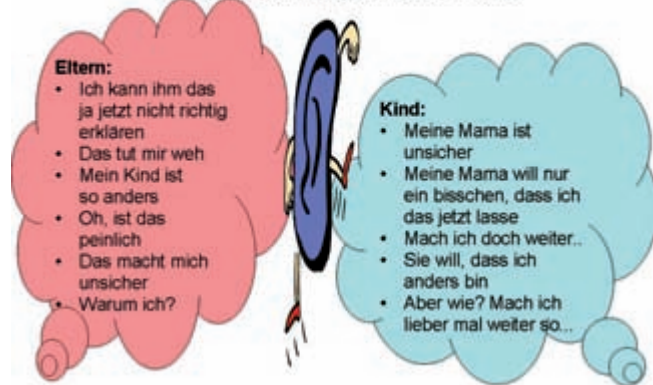 Eltern:
• Ich kann ihm das
ja jetzt nicht richtig
erklären
• Das tut mir weh
• Mein Kind ist
so anders
• Oh, ist das
peinlich
• Das macht mich
unsicher
• Warum ich?
Kind:
• Meine Mama ist
unsicher
• Meine Mama will nur
ein bisschen, dass ich
das jetzt lasse
• Mach ich doch weiter..
• Sie will, dass ich
anders bin
• Aber wie? Mach ich
lieber mal weiter so...